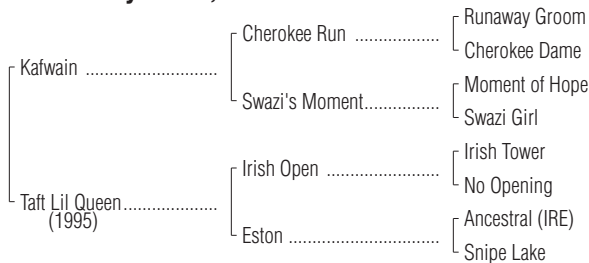 Runaway Groom
Cherokee Run ..................
Cherokee Dame
Kafwain ............................
Moment of Hope
Swazi's Moment................
Swazi Girl
Irish Tower
Irish Open ........................
No Opening
Taft Lil Queen....................
(1995)
Ancestral (IRE)
Eston ................................
Snipe Lake